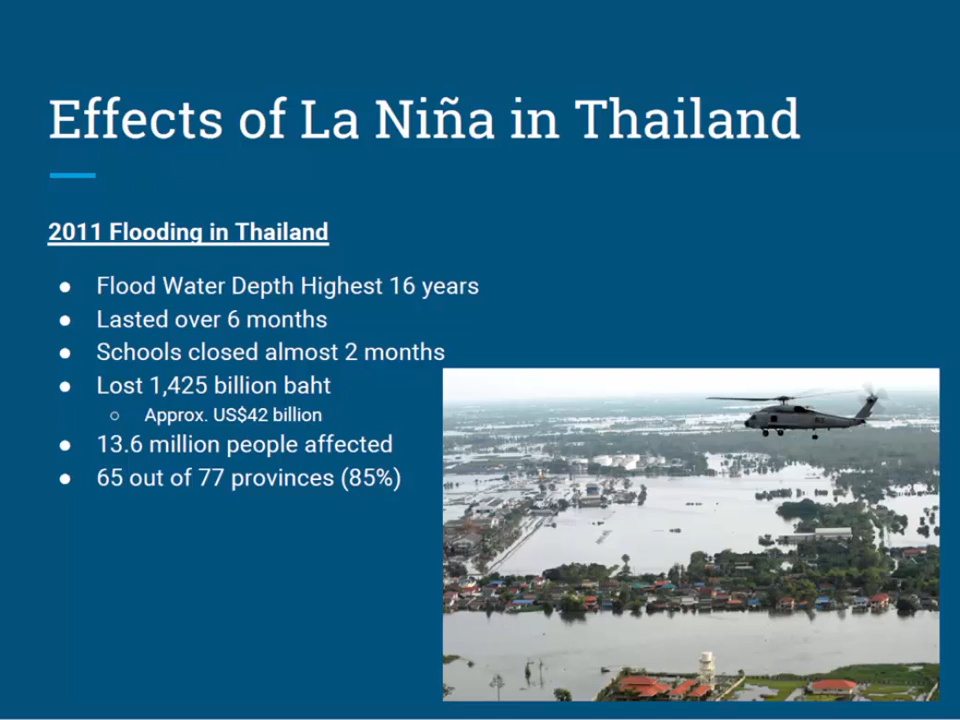 Effects of La Niña in Thailand
2011 Flooding in Thailand
● Flood Water Depth Highest 16 years
● Lasted over 6 months
● Schools closed almost 2 months
● Lost 1,425 billion baht
○ Approx. US$42 billion
● 13.6 million people affected
● 65 out of 77 provinces (85%)